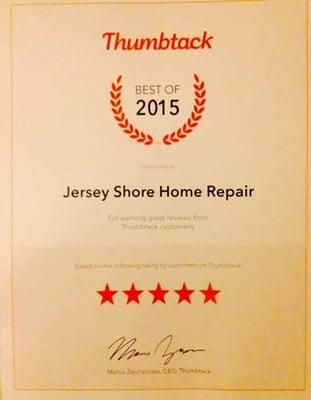 Thumbtack
BEST OF
2015
Presented to
Jersey Shore Home Repair
For earning great reviews from
Thumbtack customers.
Based on the following rating by customers on Thumbtack:
Marco Zappacosta, CEO, Thumbtack